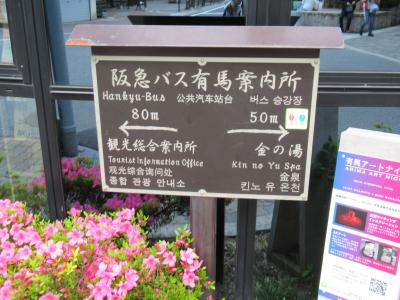 阪急バス有馬案内所
Hankyu-Bus 公共汽车站台 버스 승강장
80m 50m
観光総合案内所 金の湯
Tourist Information Office Kin no Yu Spa
观光综合询问处 金泉
종합 관광 안내소 킨노 유 온천
有馬アートナイ
ARIMA ART NIGH